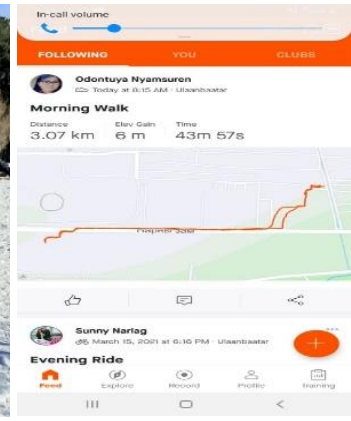 In-call volume
FOLLOWING YOU CLUBS
Odontuya Nyamsuren
Today at 8:15 AM · Ulaanbaatar
Morning Walk
Distance Elev Gain Time
3.07 km 6 m 43m 57s
Sunny Narlag
March 15, 2021 at 6:16 PM · Ulaanbaatar
Evening Ride
Feed Explore Record Profile Training